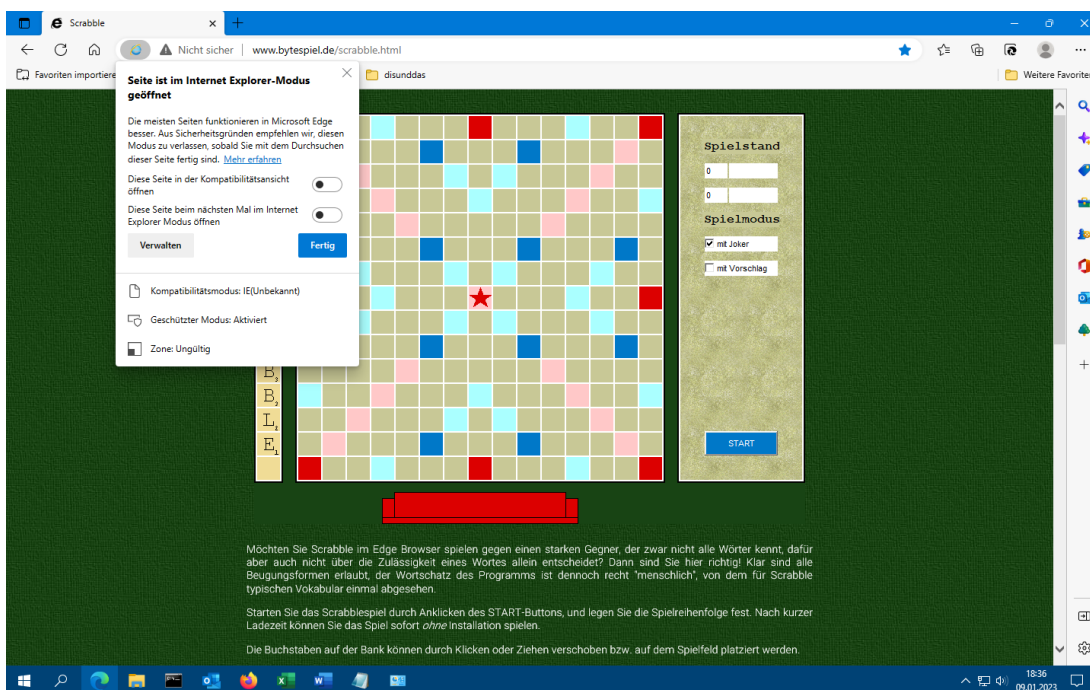 Scrabble
Nicht sicher
www.bytespiel.de/scrabble.html
Favoriten importiere
disunddas
Weitere Favorite
Seite ist im Internet Explorer-Modus
geöffnet
Die meisten Seiten funktionieren in Microsoft Edge
besser. Aus Sicherheitsgründen empfehlen wir, diesen
Modus zu verlassen, sobald Sie mit dem Durchsuchen
dieser Seite fertig sind. Mehr erfahren
Diese Seite in der Kompatibilitätsansicht
öffnen
Diese Seite beim nächsten Mal im Internet
Explorer Modus öffnen
Verwalten
Fertig
Kompatibilitätsmodus: IE(Unbekannt)
Geschützter Modus: Aktiviert
Zone: Ungültig
B3
B3
L2
E1
Spielstand
0
0
Spielmodus
mit Joker
mit Vorschlag
START
Möchten Sie Scrabble im Edge Browser spielen gegen einen starken Gegner, der zwar nicht alle Wörter kennt, dafür
aber auch nicht über die Zulässigkeit eines Wortes allein entscheidet? Dann sind Sie hier richtig! Klar sind alle
Beugungsformen erlaubt, der Wortschatz des Programms ist dennoch recht "menschlich", von dem für Scrabble
typischen Vokabular einmal abgesehen.
Starten Sie das Scrabblespiel durch Anklicken des START-Buttons, und legen Sie die Spielreihenfolge fest. Nach kurzer
Ladezeit können Sie das Spiel sofort ohne Installation spielen.
Die Buchstaben auf der Bank können durch Klicken oder Ziehen verschoben bzw. auf dem Spielfeld platziert werden.
18:36
09.01.2023